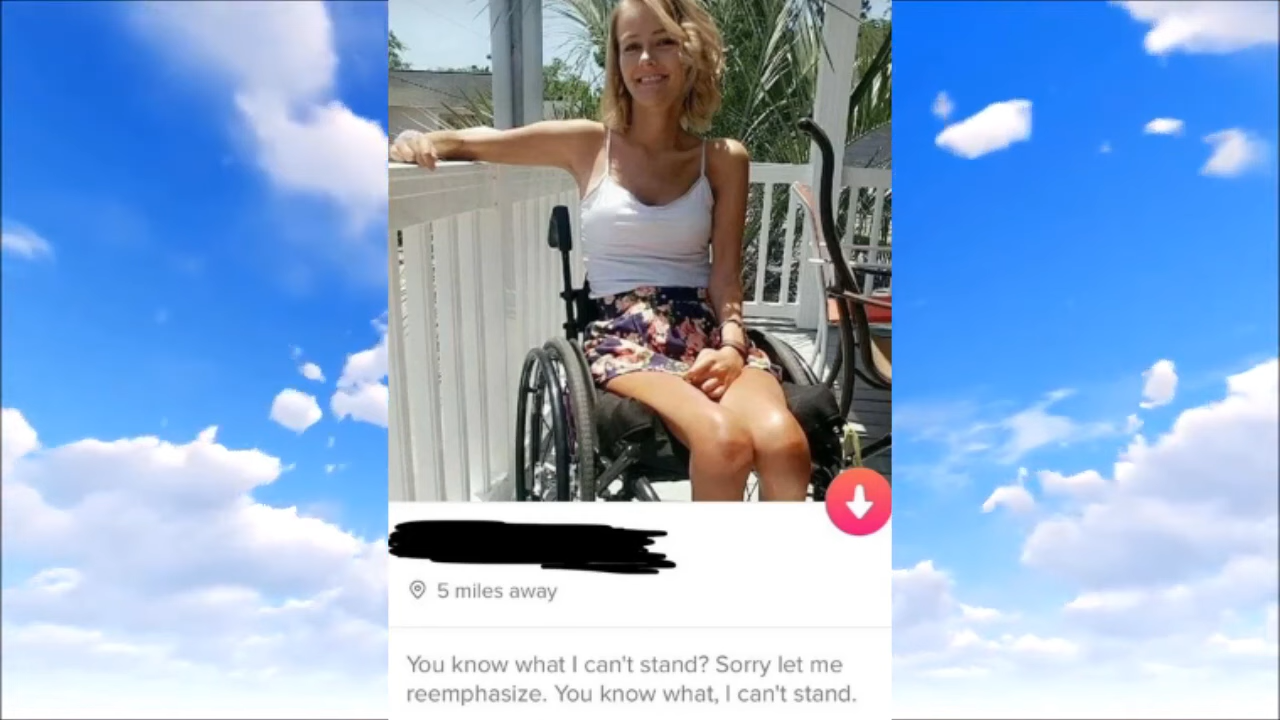 5 miles away
You know what I can't stand? Sorry let me
reemphasize. You know what, I can't stand.